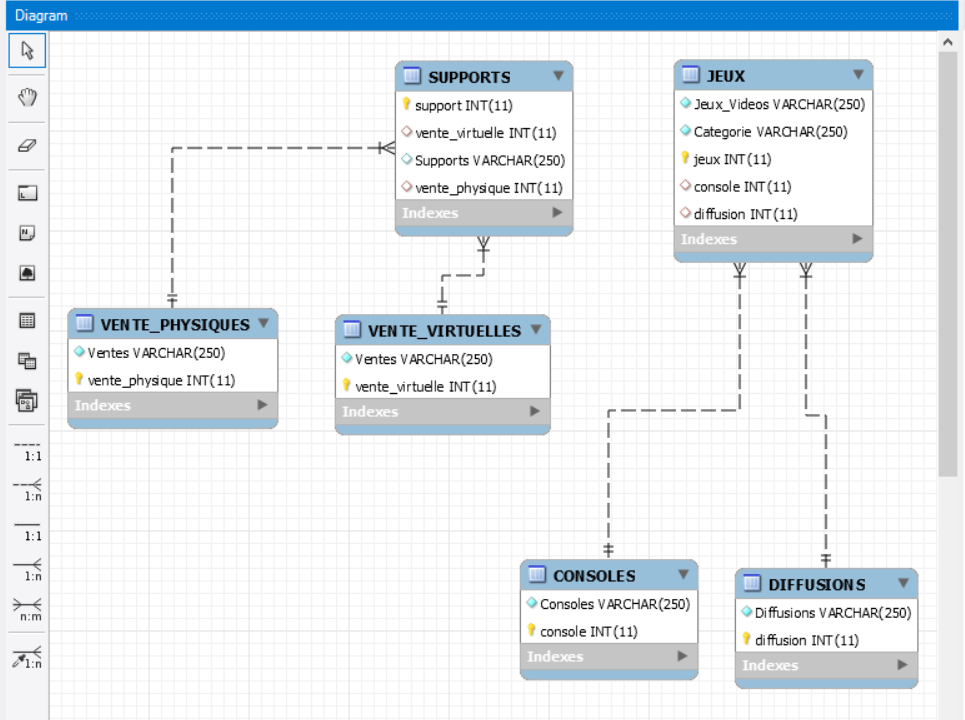 Diagram
1:1
1:n
1:1
1:n
n:m
1:n
SUPPORTS
support INT(11)
vente_virtuelle INT(11)
Supports VARCHAR(250)
vente_physique INT(11)
Indexes
JEUX
Jeux_Videos VARCHAR(250)
Categorie VARCHAR(250)
jeux INT(11)
console INT(11)
diffusion INT(11)
Indexes
VENTE_PHYSIQUES
Ventes VARCHAR(250)
vente_physique INT(11)
Indexes
VENTE_VIRTUELLES
Ventes VARCHAR(250)
vente_virtuelle INT(11)
Indexes
CONSOLES
Consoles VARCHAR(250)
console INT(11)
Indexes
DIFFUSIONS
Diffusions VARCHAR(250)
diffusion INT(11)
Indexes